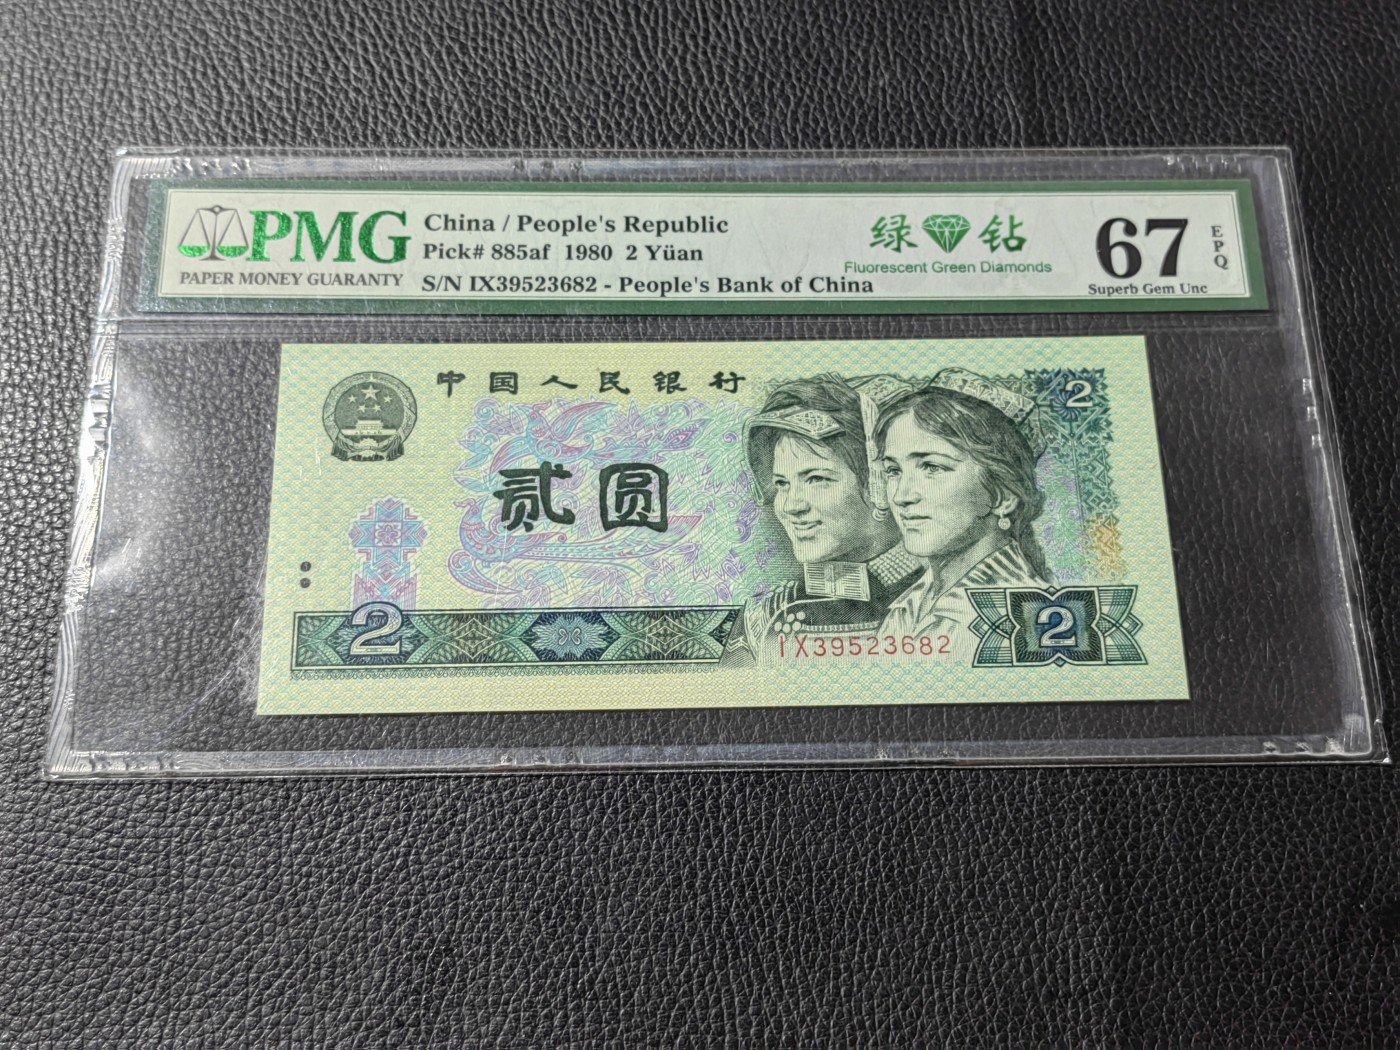 PMG
PAPER MONEY GUARANTY
China / People's Republic
Pick# 885af 1980 2 Yüan
S/N IX39523682 - People's Bank of China
绿钻
Fluorescent Green Diamonds
67
EPQ
Superb Gem Unc
中国人民银行
2
贰圆
2
IX39523682
2